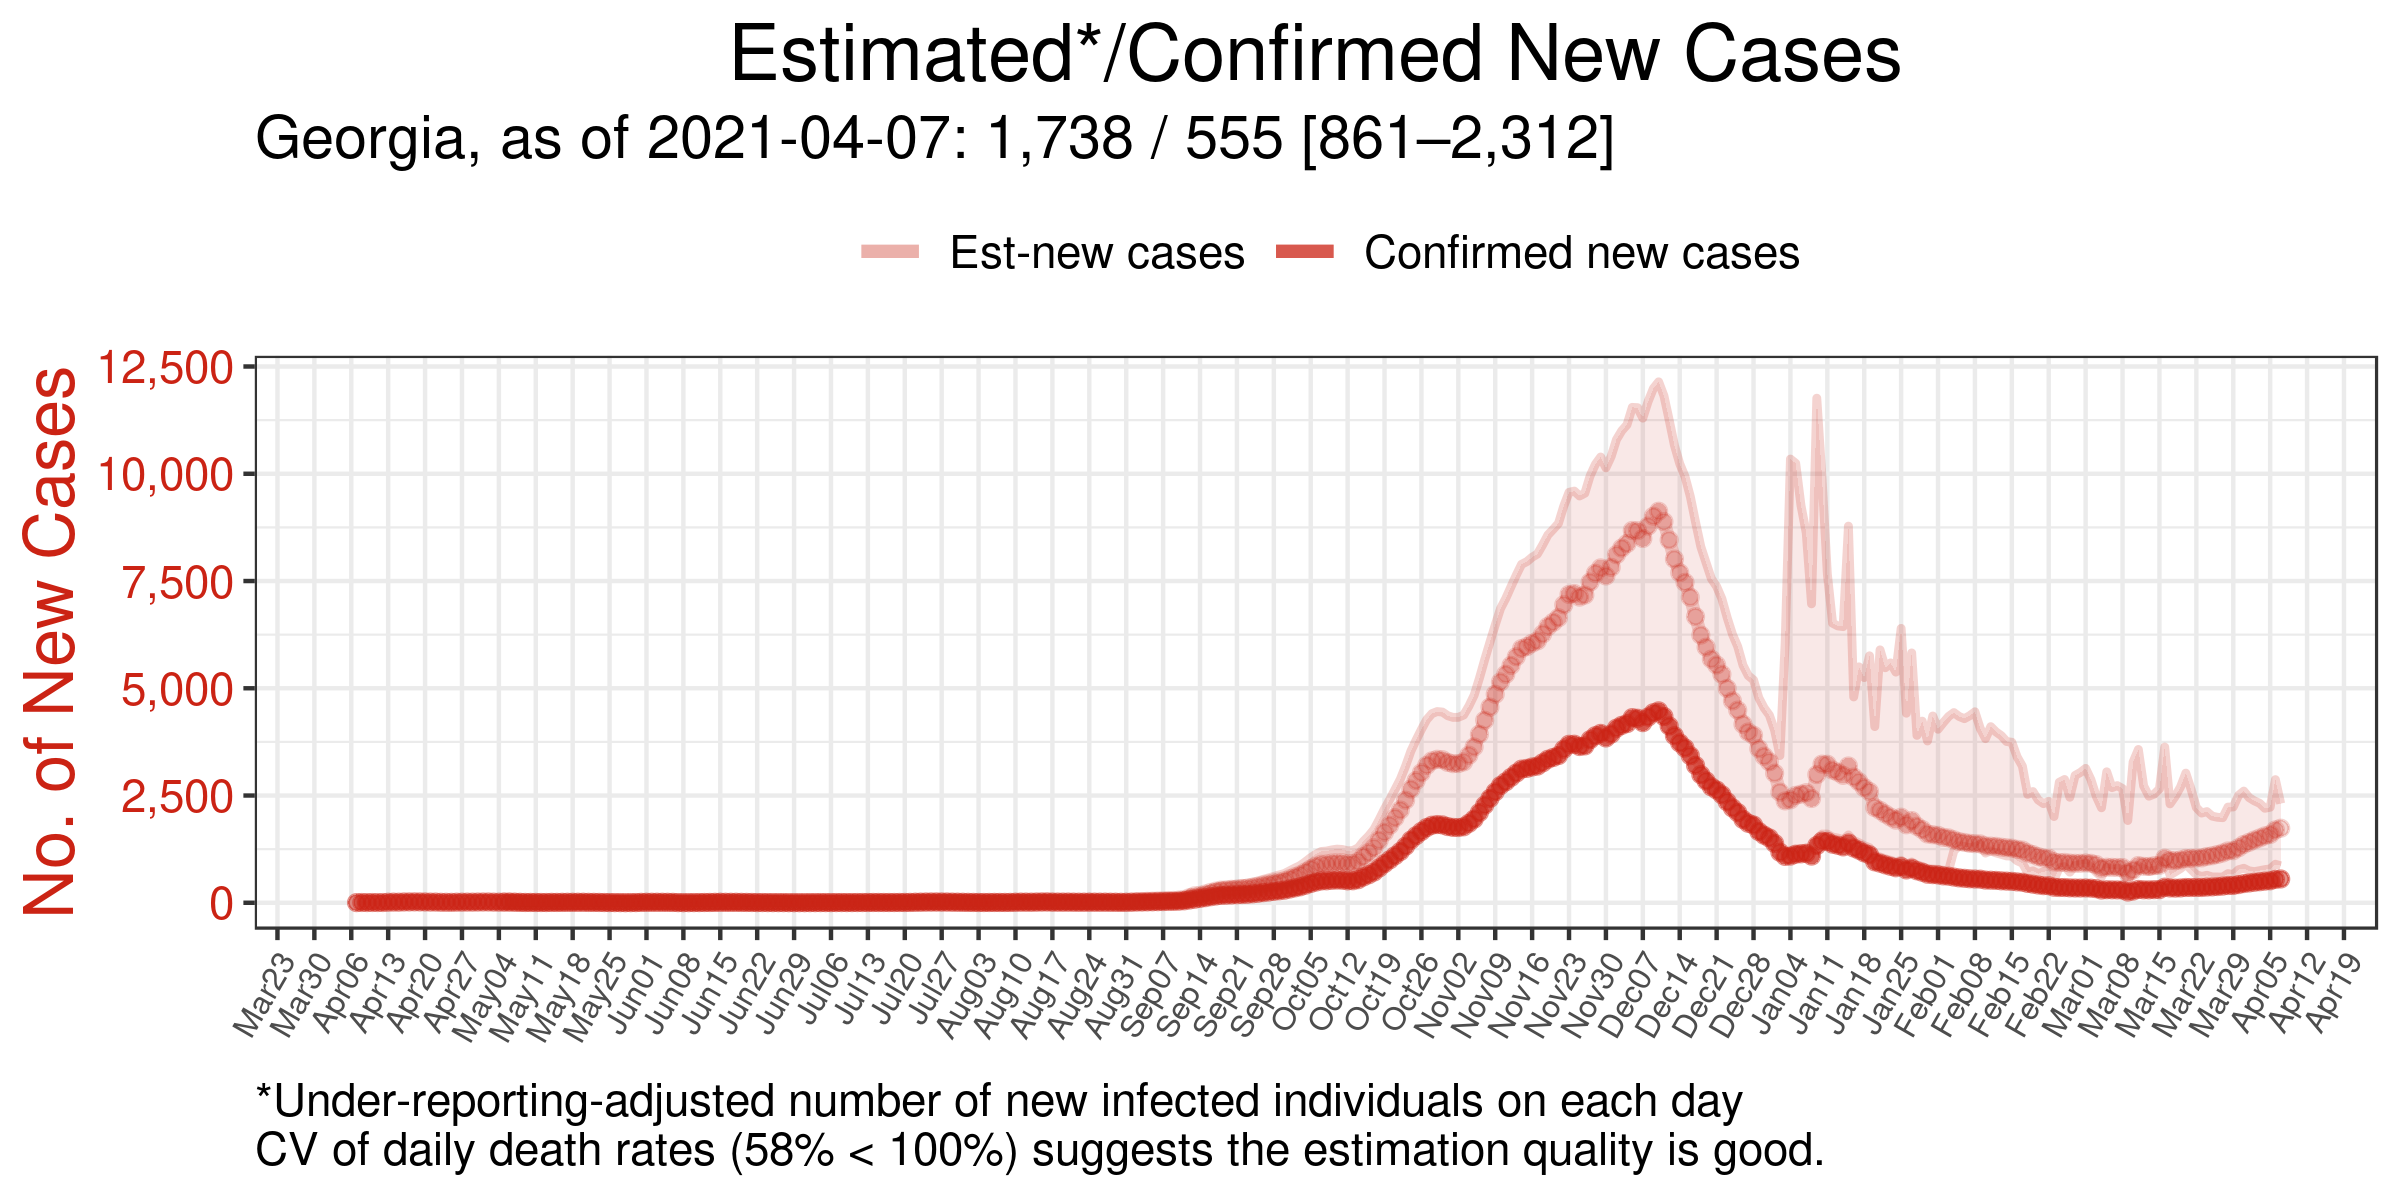 Estimated*/Confirmed New Cases
Georgia, as of 2021-04-07: 1,738 / 555 [861–2,312]
Est-new cases Confirmed new cases
No. of New Cases
12,500
10,000
7,500
5,000
2,500
0
Mar23 Mar30 Apr06 Apr13 Apr20 Apr27 May04 May11 May18 May25 Jun01 Jun08 Jun15 Jun22 Jun29 Jul06 Jul13 Jul20 Jul27 Aug03 Aug10 Aug17 Aug24 Aug31 Sep07 Sep14 Sep21 Sep28 Oct05 Oct12 Oct19 Oct26 Nov02 Nov09 Nov16 Nov23 Nov30 Dec07 Dec14 Dec21 Dec28 Jan04 Jan11 Jan18 Jan25 Feb01 Feb08 Feb15 Feb22 Mar01 Mar08 Mar15 Mar22 Mar29 Apr05 Apr12 Apr19
*Under-reporting-adjusted number of new infected individuals on each day
CV of daily death rates (58% < 100%) suggests the estimation quality is good.